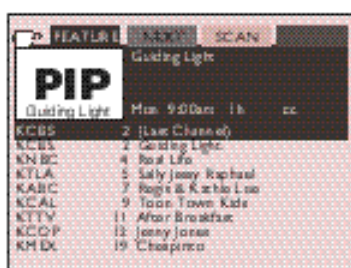 FEATURE NEXT SCAN
Guiding Light
PIP
Guiding Light Mon 9:00am 1h cc
KCBS 2 (Last Channel)
KCBS 2 Guiding Light
KNBC 4 Real Life
KTLA 5 Sally Jessy Raphael
KABC 7 Regis & Kathie Lee
KCAL 9 Toon Town Kids
KTTV 11 After Breakfast
KCOP 13 Jenny Jones
KMEX 19 Cheepinto